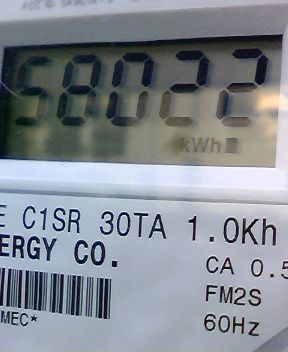 58022
kWh
E C1SR 30TA 1.0Kh
ERGY CO.
CA 0.5
FM2S
MEC*
60Hz